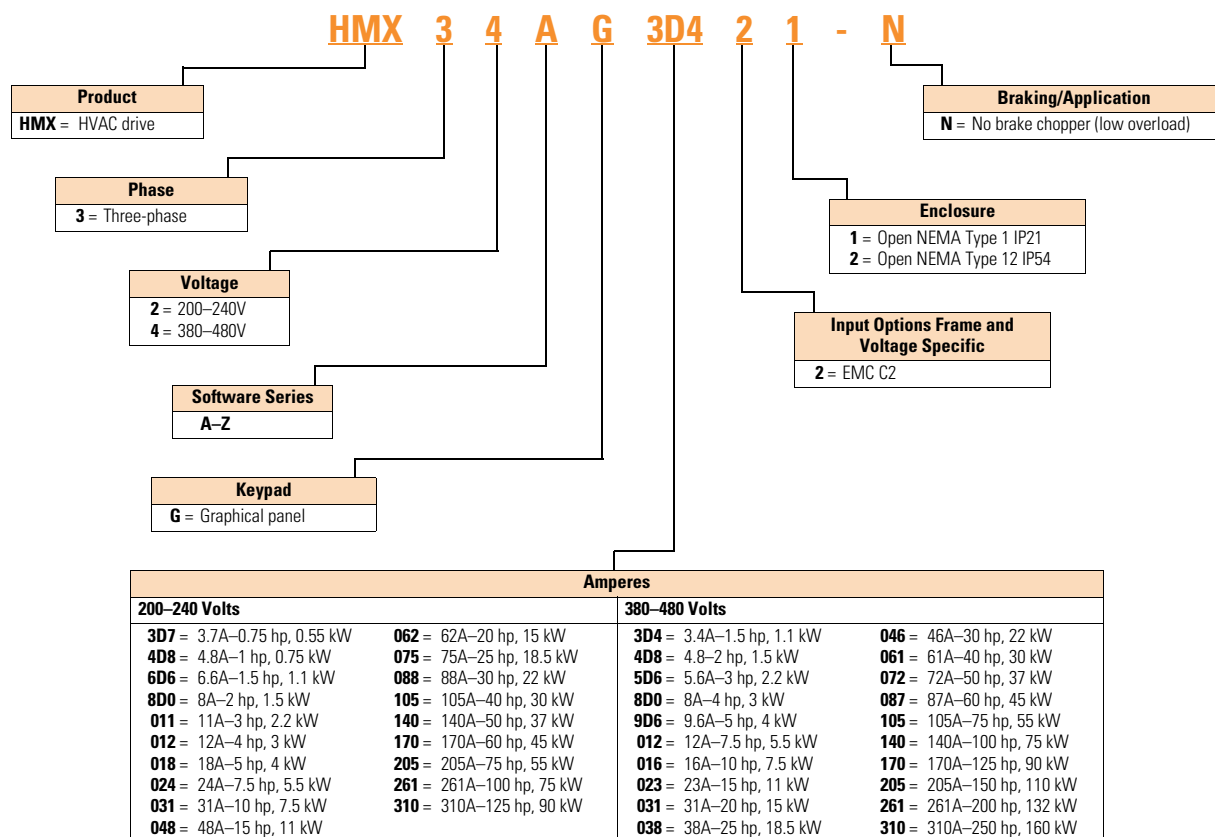 HMX 3 4 A G 3D4 2 1 - N
Product
HMX = HVAC drive
Braking/Application
N = No brake chopper (low overload)
Phase
3 = Three-phase
Enclosure
1 = Open NEMA Type 1 IP21
2 = Open NEMA Type 12 IP54
Voltage
2 = 200–240V
4 = 380–480V
Input Options Frame and
Voltage Specific
2 = EMC C2
Software Series
A–Z
Keypad
G = Graphical panel
Amperes
200–240 Volts
3D7 = 3.7A–0.75 hp, 0.55 kW
4D8 = 4.8A–1 hp, 0.75 kW
6D6 = 6.6A–1.5 hp, 1.1 kW
8D0 = 8A–2 hp, 1.5 kW
011 = 11A–3 hp, 2.2 kW
012 = 12A–4 hp, 3 kW
018 = 18A–5 hp, 4 kW
024 = 24A–7.5 hp, 5.5 kW
031 = 31A–10 hp, 7.5 kW
048 = 48A–15 hp, 11 kW
062 = 62A–20 hp, 15 kW
075 = 75A–25 hp, 18.5 kW
088 = 88A–30 hp, 22 kW
105 = 105A–40 hp, 30 kW
140 = 140A–50 hp, 37 kW
170 = 170A–60 hp, 45 kW
205 = 205A–75 hp, 55 kW
261 = 261A–100 hp, 75 kW
310 = 310A–125 hp, 90 kW
380–480 Volts
3D4 = 3.4A–1.5 hp, 1.1 kW
4D8 = 4.8–2 hp, 1.5 kW
5D6 = 5.6A–3 hp, 2.2 kW
8D0 = 8A–4 hp, 3 kW
9D6 = 9.6A–5 hp, 4 kW
012 = 12A–7.5 hp, 5.5 kW
016 = 16A–10 hp, 7.5 kW
023 = 23A–15 hp, 11 kW
031 = 31A–20 hp, 15 kW
038 = 38A–25 hp, 18.5 kW
046 = 46A–30 hp, 22 kW
061 = 61A–40 hp, 30 kW
072 = 72A–50 hp, 37 kW
087 = 87A–60 hp, 45 kW
105 = 105A–75 hp, 55 kW
140 = 140A–100 hp, 75 kW
170 = 170A–125 hp, 90 kW
205 = 205A–150 hp, 110 kW
261 = 261A–200 hp, 132 kW
310 = 310A–250 hp, 160 kW